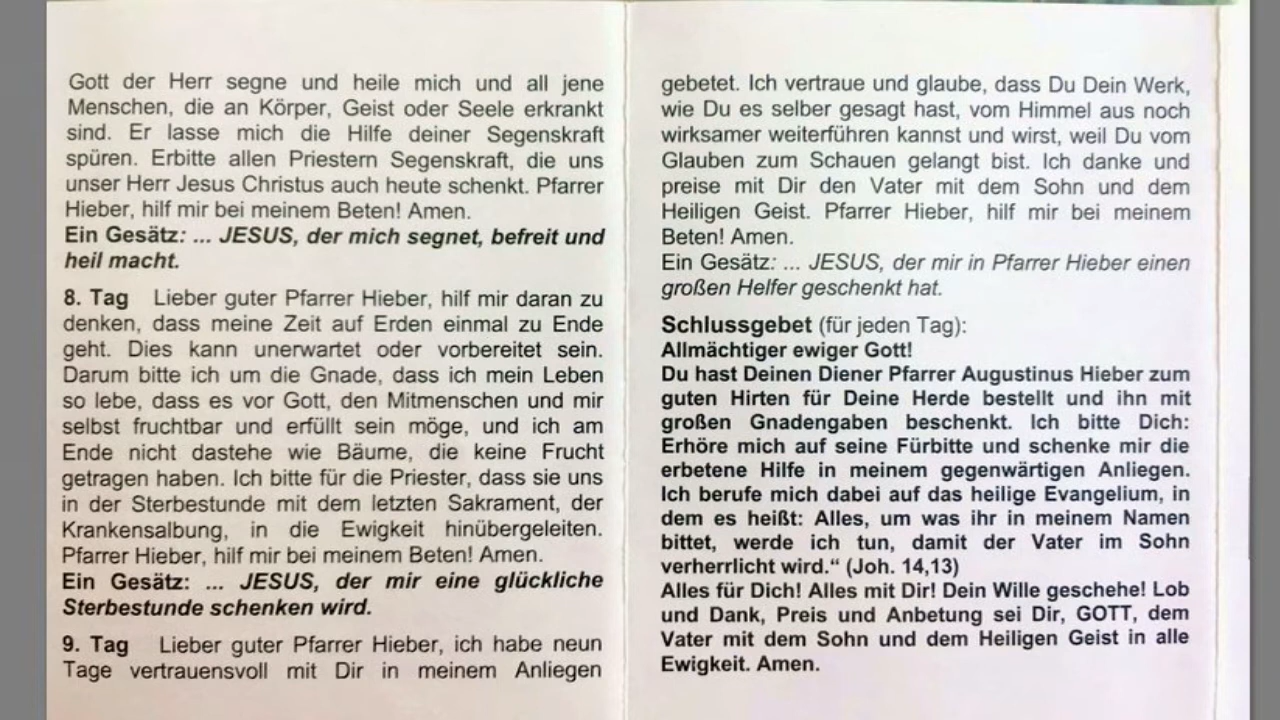 Gott der Herr segne und heile mich und all jene
Menschen, die an Körper, Geist oder Seele erkrankt
sind. Er lasse mich die Hilfe deiner Segenskraft
spüren. Erbitte allen Priestern Segenskraft, die uns
unser Herr Jesus Christus auch heute schenkt. Pfarrer
Hieber, hilf mir bei meinem Beten! Amen.
Ein Gesätz: ... JESUS, der mich segnet, befreit und
heil macht.
8. Tag Lieber guter Pfarrer Hieber, hilf mir daran zu
denken, dass meine Zeit auf Erden einmal zu Ende
geht. Dies kann unerwartet oder vorbereitet sein.
Darum bitte ich um die Gnade, dass ich mein Leben
so lebe, dass es vor Gott, den Mitmenschen und mir
selbst fruchtbar und erfüllt sein möge, und ich am
Ende nicht dastehe wie Bäume, die keine Frucht
getragen haben. Ich bitte für die Priester, dass sie uns
in der Sterbestunde mit dem letzten Sakrament, der
Krankensalbung, in die Ewigkeit hinübergeleiten.
Pfarrer Hieber, hilf mir bei meinem Beten! Amen.
Ein Gesätz: ... JESUS, der mir eine glückliche
Sterbestunde schenken wird.
9. Tag Lieber guter Pfarrer Hieber, ich habe neun
Tage vertrauensvoll mit Dir in meinem Anliegen
gebetet. Ich vertraue und glaube, dass Du Dein Werk,
wie Du es selber gesagt hast, vom Himmel aus noch
wirksamer weiterführen kannst und wirst, weil Du vom
Glauben zum Schauen gelangt bist. Ich danke und
preise mit Dir den Vater mit dem Sohn und dem
Heiligen Geist. Pfarrer Hieber, hilf mir bei meinem
Beten! Amen.
Ein Gesätz: ... JESUS, der mir in Pfarrer Hieber einen
großen Helfer geschenkt hat.
Schlussgebet (für jeden Tag):
Allmächtiger ewiger Gott!
Du hast Deinen Diener Pfarrer Augustinus Hieber zum
guten Hirten für Deine Herde bestellt und ihn mit
großen Gnadengaben beschenkt. Ich bitte Dich:
Erhöre mich auf seine Fürbitte und schenke mir die
erbetene Hilfe in meinem gegenwärtigen Anliegen.
Ich berufe mich dabei auf das heilige Evangelium, in
dem es heißt: Alles, um was ihr in meinem Namen
bittet, werde ich tun, damit der Vater im Sohn
verherrlicht wird.“ (Joh. 14,13)
Alles für Dich! Alles mit Dir! Dein Wille geschehe! Lob
und Dank, Preis und Anbetung sei Dir, GOTT, dem
Vater mit dem Sohn und dem Heiligen Geist in alle
Ewigkeit. Amen.